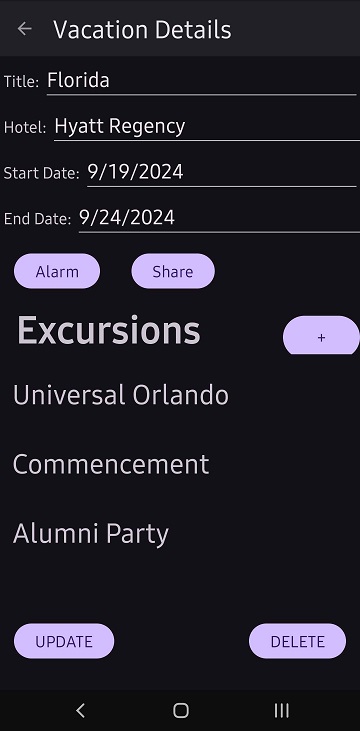 Vacation Details
Title: Florida
Hotel: Hyatt Regency
Start Date: 9/19/2024
End Date: 9/24/2024
Alarm Share
Excursions +
Universal Orlando
Commencement
Alumni Party
UPDATE DELETE